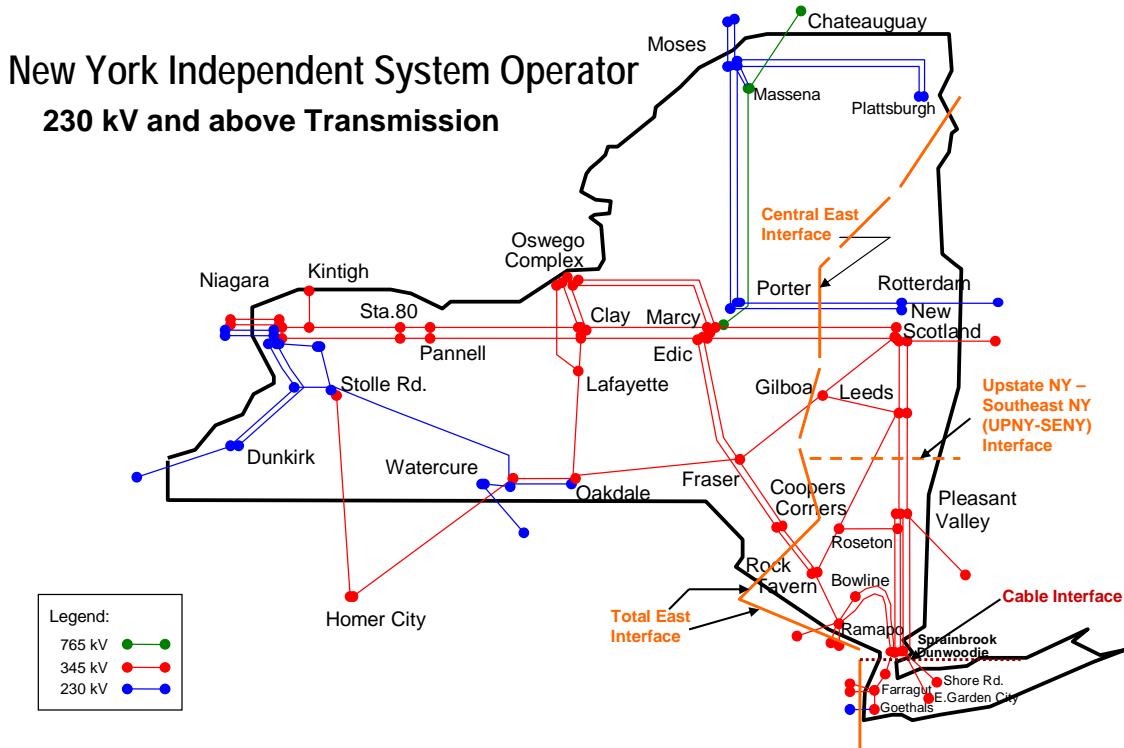 New York Independent System Operator
230 kV and above Transmission
Chateauguay
Moses
Massena
Plattsburgh
Central East
Interface
Oswego
Complex
Niagara
Kintigh
Porter
Rotterdam
Sta.80
Clay
Marcy
New
Scotland
Pannell
Edic
Stolle Rd.
Lafayette
Gilboa
Leeds
Upstate NY –
Southeast NY
(UPNY-SENY)
Interface
Dunkirk
Watercure
Oakdale
Fraser
Coopers
Corners
Pleasant
Valley
Roseton
Rock
Tavern
Bowline
Cable Interface
Homer City
Total East
Interface
Ramapo
Sprainbrook
Dunwoodie
Shore Rd.
Farragut
E.Garden City
Goethals
Legend:
765 kV
345 kV
230 kV